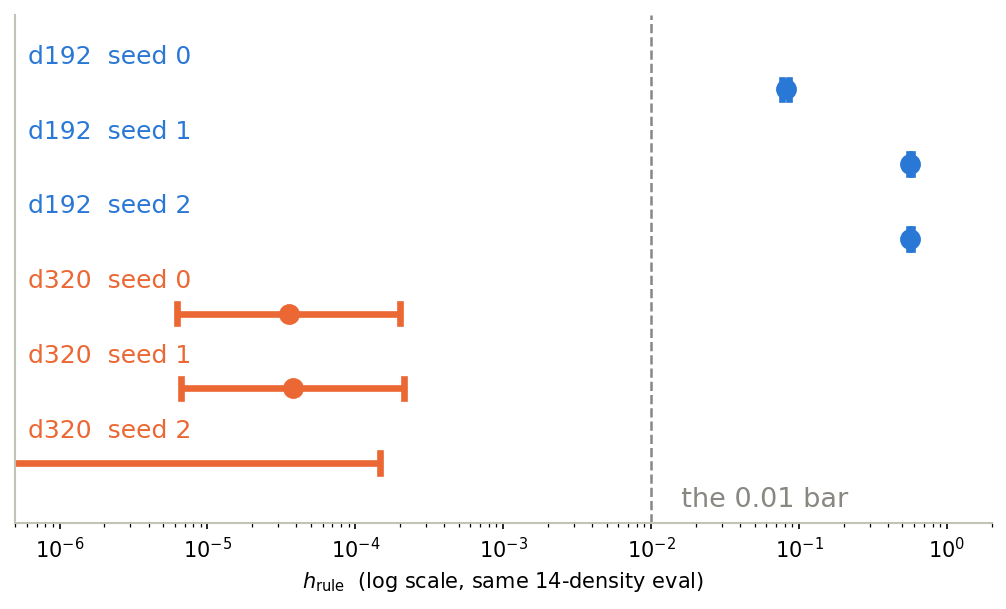 d192  seed 0
d192  seed 1
d192  seed 2
d320  seed 0
d320  seed 1
d320  seed 2
the 0.01 bar
10⁻⁶ 10⁻⁵ 10⁻⁴ 10⁻³ 10⁻² 10⁻¹ 10⁰
h_rule (log scale, same 14-density eval)